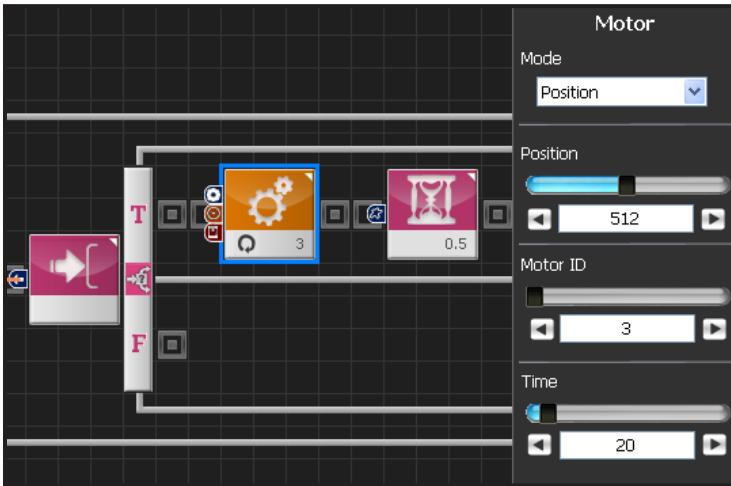 Motor
Mode
Position
Position
512
Motor ID
3
Time
20
T
3
0.5
?
F